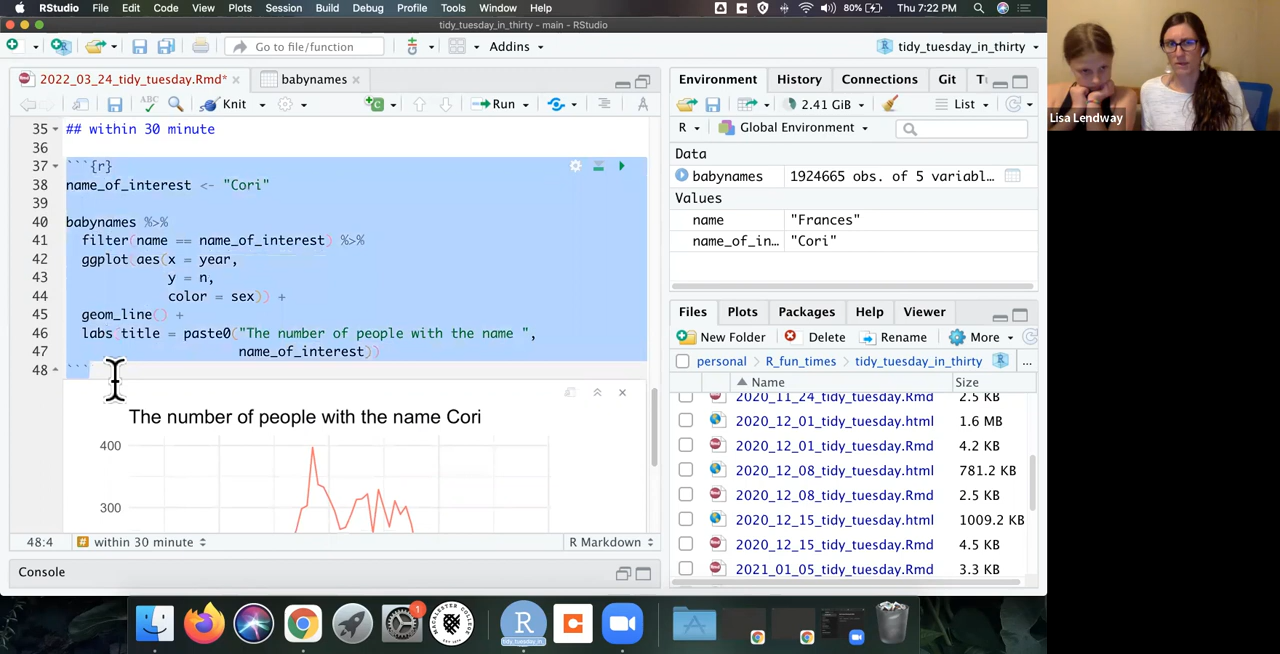 RStudio File Edit Code View Plots Session Build Debug Profile Tools Window Help 80% Thu 7:22 PM
tidy_tuesday_in_thirty - main - RStudio
Go to file/function Addins tidy_tuesday_in_thirty
2022_03_24_tidy_tuesday.Rmd* babynames
ABC Knit Run
35 ## within 30 minute
36
37 ```{r}
38 name_of_interest <- "Cori"
39
40 babynames %>%
41 filter(name == name_of_interest) %>%
42 ggplot(aes(x = year,
43 y = n,
44 color = sex)) +
45 geom_line() +
46 labs(title = paste0("The number of people with the name ",
47 name_of_interest))
48 ```
The number of people with the name Cori
400
300
48:4 # within 30 minute R Markdown
Console
Environment History Connections Git
2.41 GiB List
R Global Environment
Data
babynames 1924665 obs. of 5 variabl…
Values
name "Frances"
name_of_in… "Cori"
Files Plots Packages Help Viewer
New Folder Delete Rename More
personal R_fun_times tidy_tuesday_in_thirty R ...
Name Size
2020_11_24_tidy_tuesday.Rmd 2.5 KB
2020_12_01_tidy_tuesday.html 1.6 MB
2020_12_01_tidy_tuesday.Rmd 4.2 KB
2020_12_08_tidy_tuesday.html 781.2 KB
2020_12_08_tidy_tuesday.Rmd 2.5 KB
2020_12_15_tidy_tuesday.html 1009.2 KB
2020_12_15_tidy_tuesday.Rmd 4.5 KB
2021_01_05_tidy_tuesday.Rmd 3.3 KB
Lisa Lendway
1
R